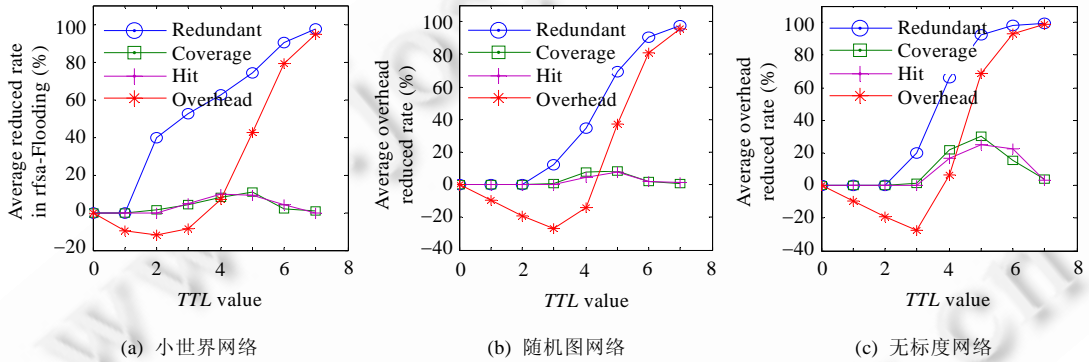 Average reduced rate
in rfsa-Flooding (%)
100
80
60
40
20
0
−20
Redundant
Coverage
Hit
Overhead
0 2 4 6 8
TTL value
(a) 小世界网络
Average overhead
reduced rate (%)
100
80
60
40
20
0
−20
−40
Redundant
Coverage
Hit
Overhead
0 2 4 6 8
TTL value
(b) 随机图网络
Average overhead
reduced rate (%)
100
80
60
40
20
0
−20
−40
Redundant
Coverage
Hit
Overhead
0 2 4 6 8
TTL value
(c) 无标度网络